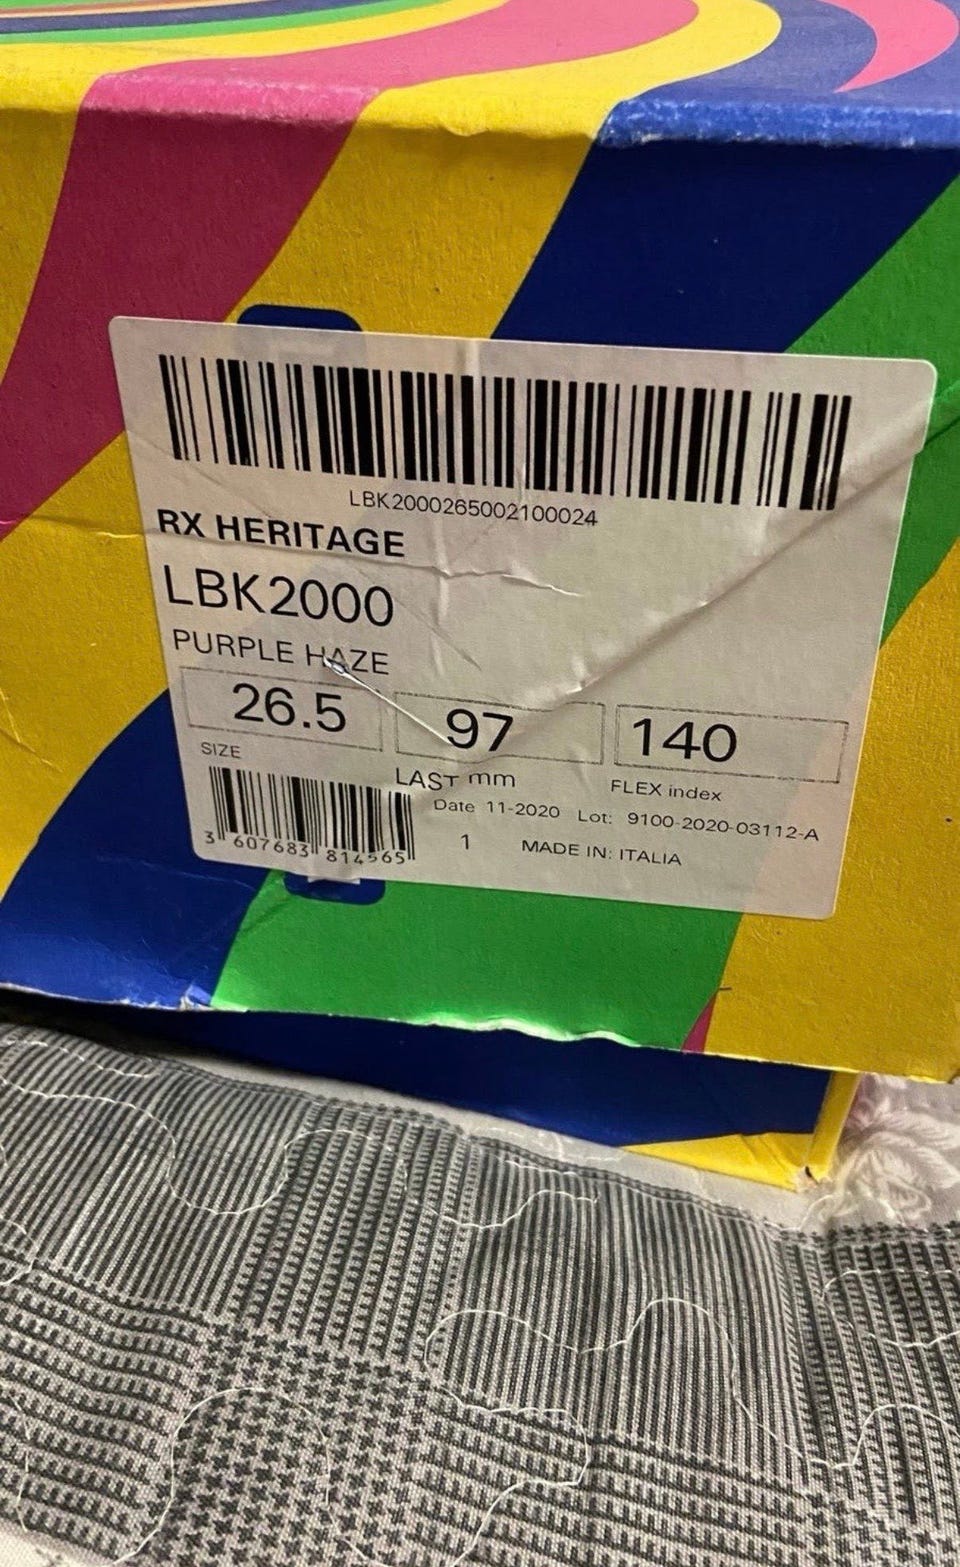 LBK2000265002100024
RX HERITAGE
LBK2000
PURPLE HAZE
26.5 97 140
SIZE LAST mm FLEX index
Date 11-2020 Lot: 9100-2020-03112-A
3 607683 814565
1 MADE IN: ITALIA